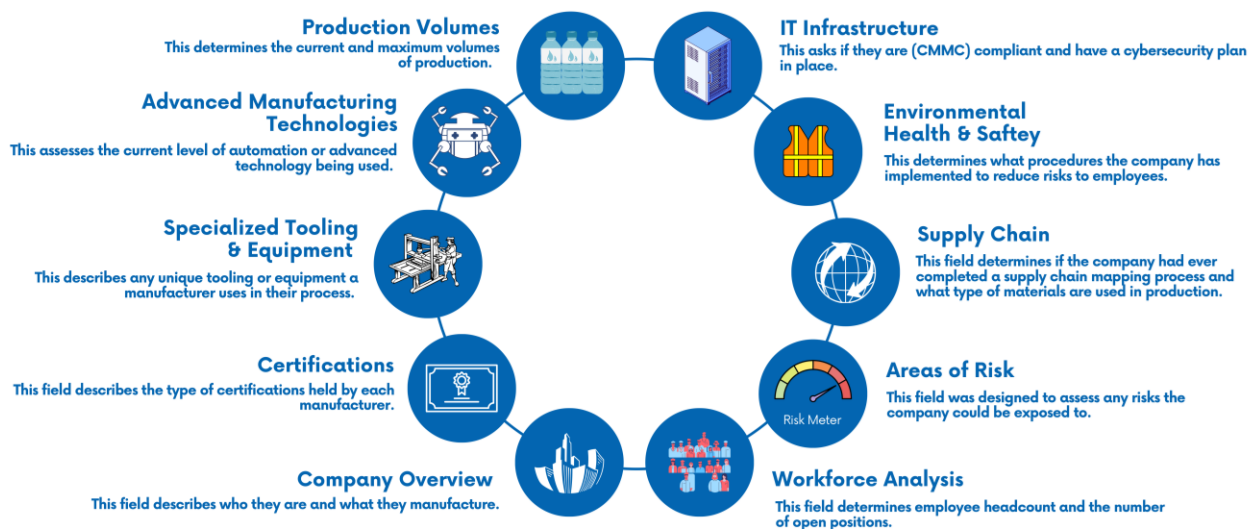 Production Volumes
This determines the current and maximum volumes
of production.
IT Infrastructure
This asks if they are (CMMC) compliant and have a cybersecurity plan
in place.
Advanced Manufacturing
Technologies
This assesses the current level of automation or advanced
technology being used.
Environmental
Health & Saftey
This determines what procedures the company has
implemented to reduce risks to employees.
Specialized Tooling
& Equipment
This describes any unique tooling or equipment a
manufacturer uses in their process.
Supply Chain
This field determines if the company had ever
completed a supply chain mapping process and
what type of materials are used in production.
Certifications
This field describes the type of certifications held by each
manufacturer.
Risk Meter
Areas of Risk
This field was designed to assess any risks the
company could be exposed to.
Company Overview
This field describes who they are and what they manufacture.
Workforce Analysis
This field determines employee headcount and the number
of open positions.